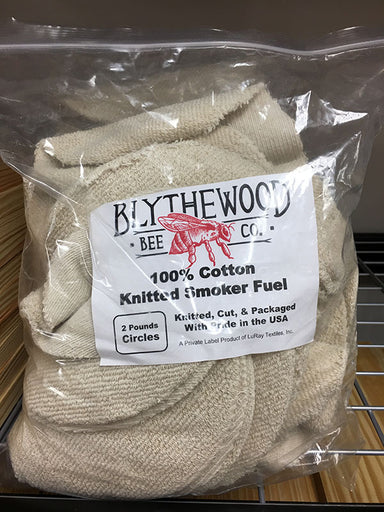 BLYTHEWOOD
• BEE CO. •
100% Cotton
Knitted Smoker Fuel
2 Pounds
Circles
Knitted, Cut, & Packaged
With Pride in the USA
A Private Label Product of LuRay Textiles, Inc.